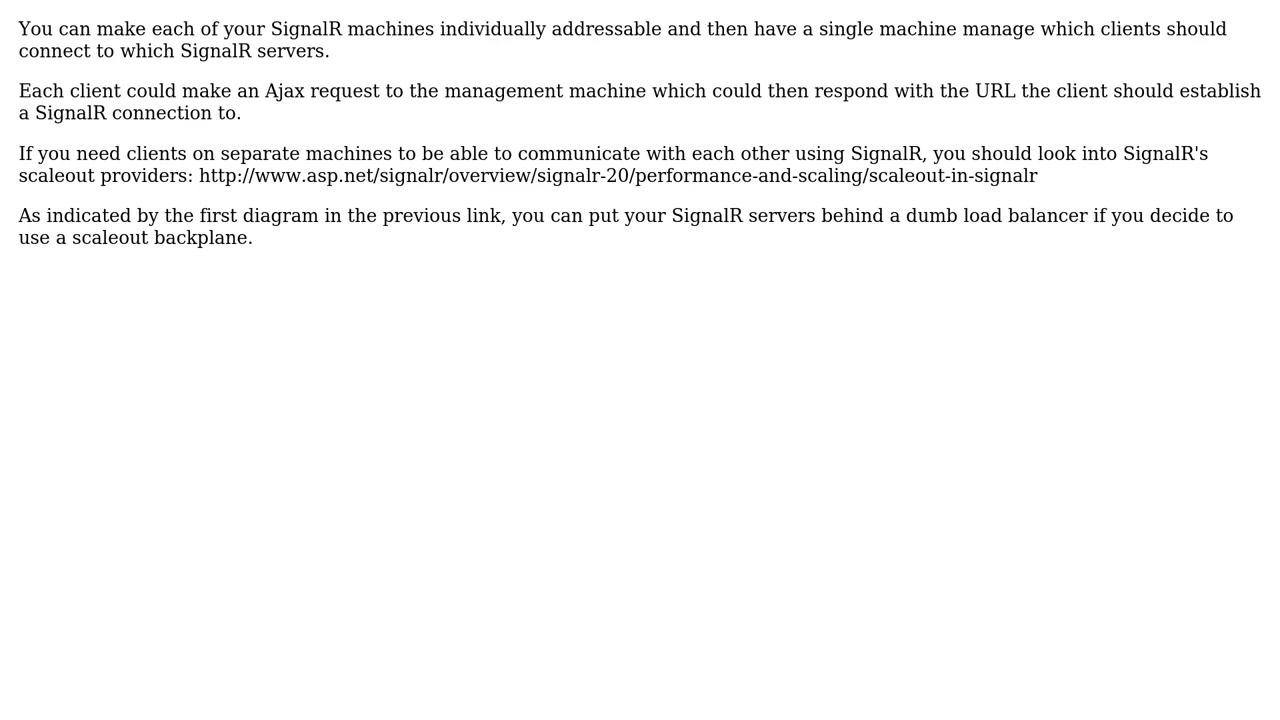 You can make each of your SignalR machines individually addressable and then have a single machine manage which clients should
connect to which SignalR servers.
Each client could make an Ajax request to the management machine which could then respond with the URL the client should establish
a SignalR connection to.
If you need clients on separate machines to be able to communicate with each other using SignalR, you should look into SignalR's
scaleout providers: http://www.asp.net/signalr/overview/signalr-20/performance-and-scaling/scaleout-in-signalr
As indicated by the first diagram in the previous link, you can put your SignalR servers behind a dumb load balancer if you decide to
use a scaleout backplane.